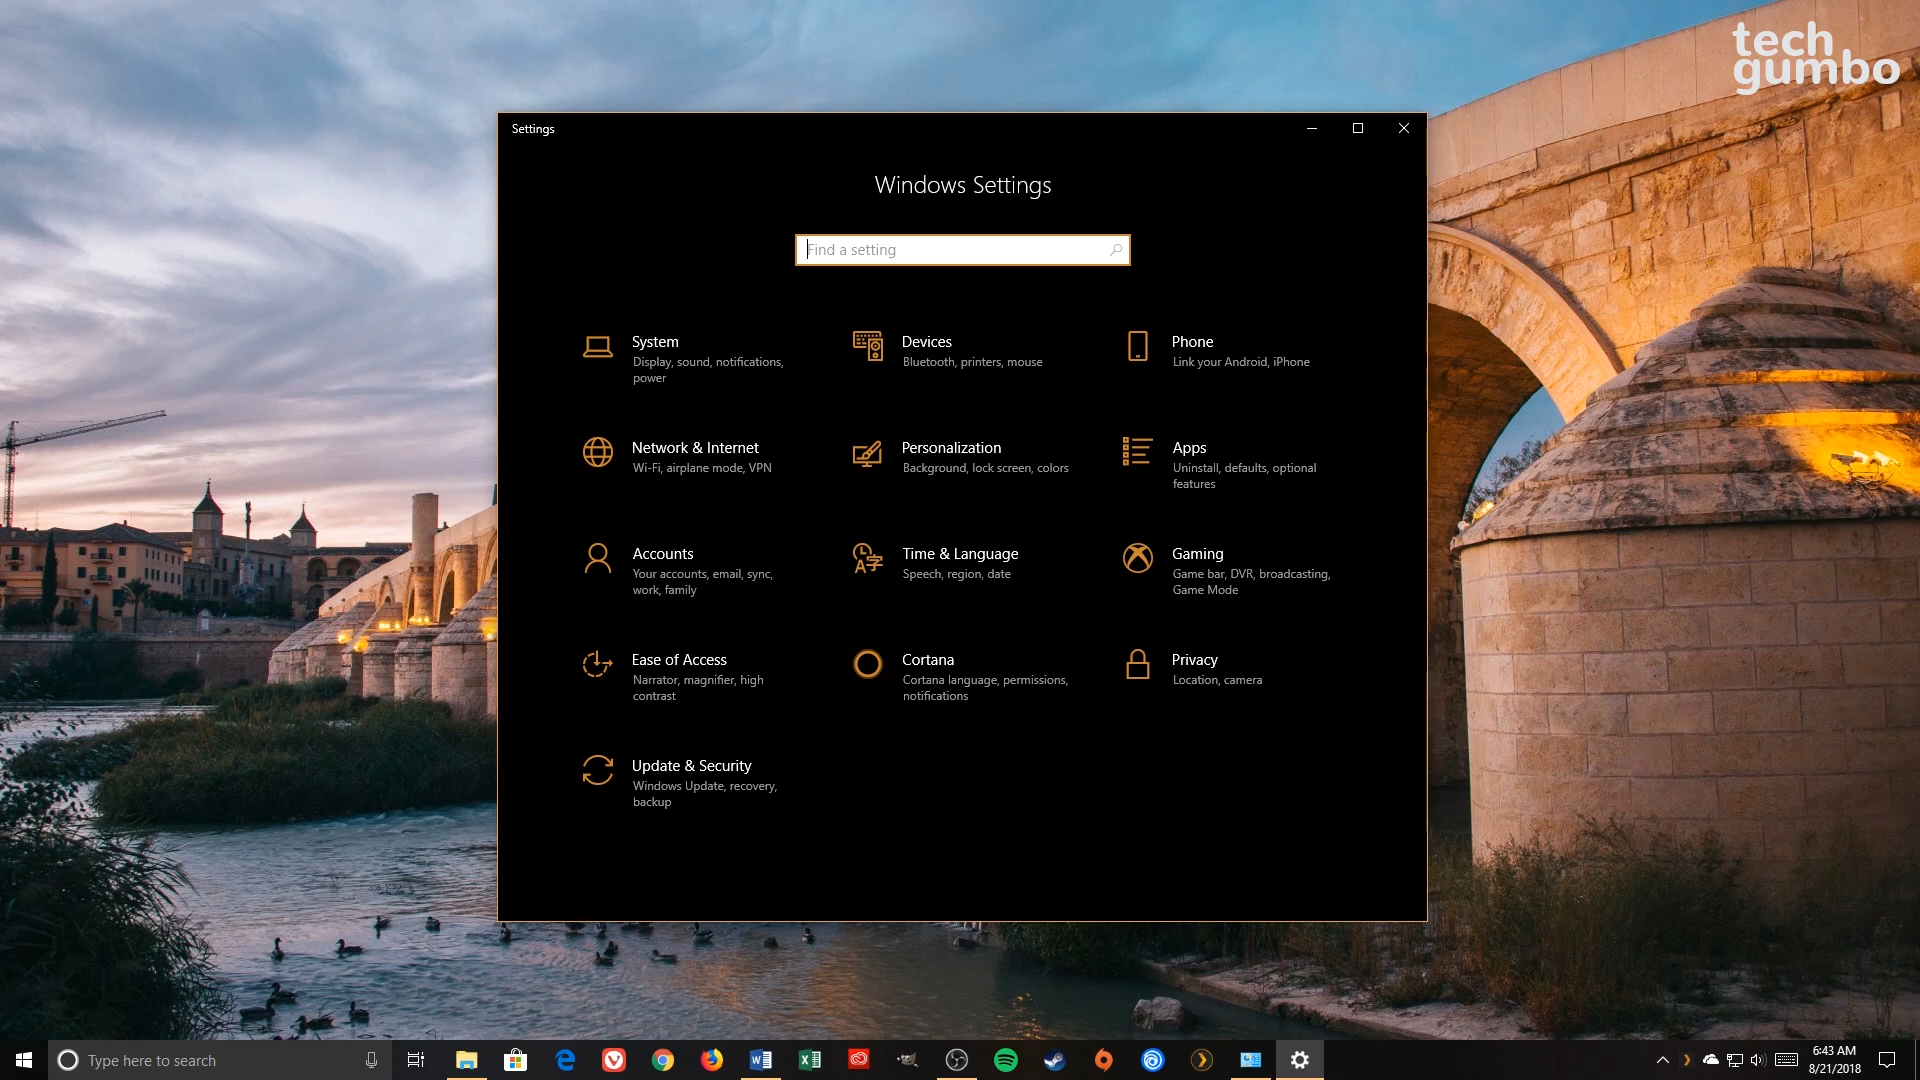 tech
gumbo
Settings
Windows Settings
Find a setting
System
Display, sound, notifications,
power
Devices
Bluetooth, printers, mouse
Phone
Link your Android, iPhone
Network & Internet
Wi-Fi, airplane mode, VPN
Personalization
Background, lock screen, colors
Apps
Uninstall, defaults, optional
features
Accounts
Your accounts, email, sync,
work, family
Time & Language
Speech, region, date
Gaming
Game bar, DVR, broadcasting,
Game Mode
Ease of Access
Narrator, magnifier, high
contrast
Cortana
Cortana language, permissions,
notifications
Privacy
Location, camera
Update & Security
Windows Update, recovery,
backup
Type here to search
6:43 AM
8/21/2018